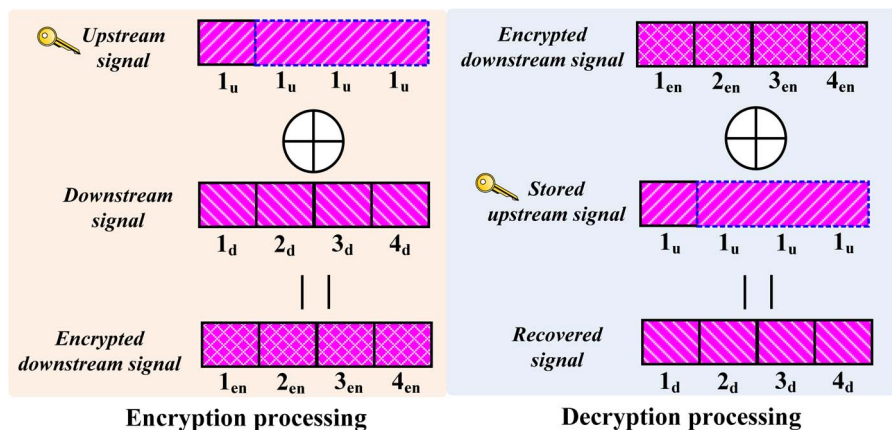 Upstream
signal
1u 1u 1u 1u
Downstream
signal
1d 2d 3d 4d
Encrypted
downstream signal
1en 2en 3en 4en
Encryption processing
Encrypted
downstream signal
1en 2en 3en 4en
Stored
upstream signal
1u 1u 1u 1u
Recovered
signal
1d 2d 3d 4d
Decryption processing